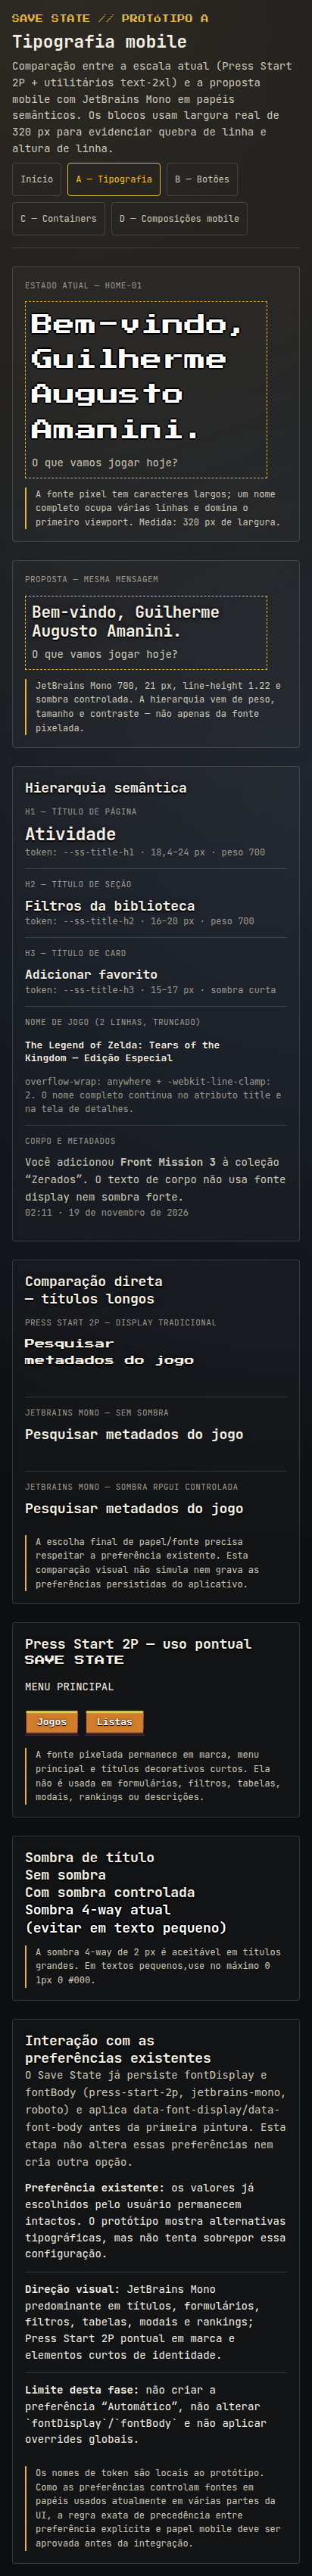 SAVE STATE // PROTÓTIPO A
Tipografia mobile
Comparação entre a escala atual (Press Start
2P + utilitários text-2xl) e a proposta
mobile com JetBrains Mono em papéis
semânticos. Os blocos usam largura real de
320 px para evidenciar quebra de linha e
altura de linha.
Início
A — Tipografia
B — Botões
C — Containers
D — Composições mobile
ESTADO ATUAL — HOME-01
Bem-vindo,
Guilherme
Augusto
Amanini.
O que vamos jogar hoje?
A fonte pixel tem caracteres largos; um nome
completo ocupa várias linhas e domina o
primeiro viewport. Medida: 320 px de largura.
PROPOSTA — MESMA MENSAGEM
Bem-vindo, Guilherme
Augusto Amanini.
O que vamos jogar hoje?
JetBrains Mono 700, 21 px, line-height 1.22 e
sombra controlada. A hierarquia vem de peso,
tamanho e contraste — não apenas da fonte
pixelada.
Hierarquia semântica
H1 — TÍTULO DE PÁGINA
Atividade
token: --ss-title-h1 · 18,4–24 px · peso 700
H2 — TÍTULO DE SEÇÃO
Filtros da biblioteca
token: --ss-title-h2 · 16–20 px · peso 700
H3 — TÍTULO DE CARD
Adicionar favorito
token: --ss-title-h3 · 15–17 px · sombra curta
NOME DE JOGO (2 LINHAS, TRUNCADO)
The Legend of Zelda: Tears of the
Kingdom — Edição Especial
overflow-wrap: anywhere + -webkit-line-clamp:
2. O nome completo continua no atributo title e
na tela de detalhes.
CORPO E METADADOS
Você adicionou Front Mission 3 à coleção
“Zerados”. O texto de corpo não usa fonte
display nem sombra forte.
02:11 · 19 de novembro de 2026
Comparação direta
— títulos longos
PRESS START 2P — DISPLAY TRADICIONAL
Pesquisar
metadados do jogo
JETBRAINS MONO — SEM SOMBRA
Pesquisar metadados do jogo
JETBRAINS MONO — SOMBRA RPGUI CONTROLADA
Pesquisar metadados do jogo
A escolha final de papel/fonte precisa
respeitar a preferência existente. Esta
comparação visual não simula nem grava as
preferências persistidas do aplicativo.
Press Start 2P — uso pontual
SAVE STATE
MENU PRINCIPAL
Jogos
Listas
A fonte pixelada permanece em marca, menu
principal e títulos decorativos curtos. Ela
não é usada em formulários, filtros, tabelas,
modais, rankings ou descrições.
Sombra de título
Sem sombra
Com sombra controlada
Sombra 4-way atual
(evitar em texto pequeno)
A sombra 4-way de 2 px é aceitável em títulos
grandes. Em textos pequenos,use no máximo 0
1px 0 #000.
Interação com as
preferências existentes
O Save State já persiste fontDisplay e
fontBody (press-start-2p, jetbrains-mono,
roboto) e aplica data-font-display/data-
font-body antes da primeira pintura. Esta
etapa não altera essas preferências nem
cria outra opção.
Preferência existente: os valores já
escolhidos pelo usuário permanecem
intactos. O protótipo mostra alternativas
tipográficas, mas não tenta sobrepor essa
configuração.
Direção visual: JetBrains Mono
predominante em títulos, formulários,
filtros, tabelas, modais e rankings;
Press Start 2P pontual em marca e
elementos curtos de identidade.
Limite desta fase: não criar a
preferência “Automático”, não alterar
`fontDisplay`/`fontBody` e não aplicar
overrides globais.
Os nomes de token são locais ao protótipo.
Como as preferências controlam fontes em
papéis usados atualmente em várias partes da
UI, a regra exata de precedência entre
preferência explícita e papel mobile deve ser
aprovada antes da integração.